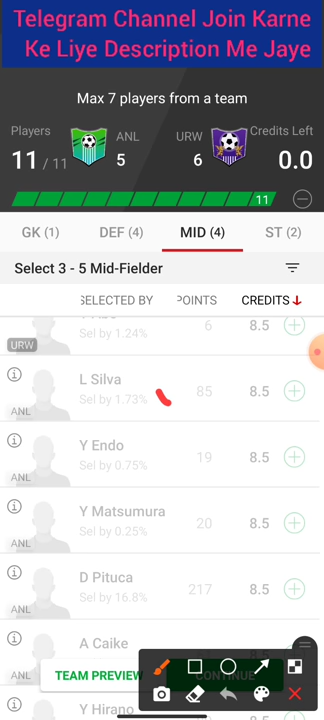 Telegram Channel Join Karne
Ke Liye Description Me Jaye
Max 7 players from a team
Players
ANL
URW
Credits Left
11 / 11
5
6
0.0
11
GK (1)
DEF (4)
MID (4)
ST (2)
Select 3 - 5 Mid-Fielder
SELECTED BY
POINTS
CREDITS
Sel by 1.24%
6
8.5
URW
L Silva
Sel by 1.73%
85
8.5
ANL
Y Endo
Sel by 0.75%
19
8.5
ANL
Y Matsumura
Sel by 0.25%
20
8.5
ANL
D Pituca
Sel by 16.8%
217
8.5
ANL
A Caike
TEAM PREVIEW
CONTINUE
ANL
Y Hirano